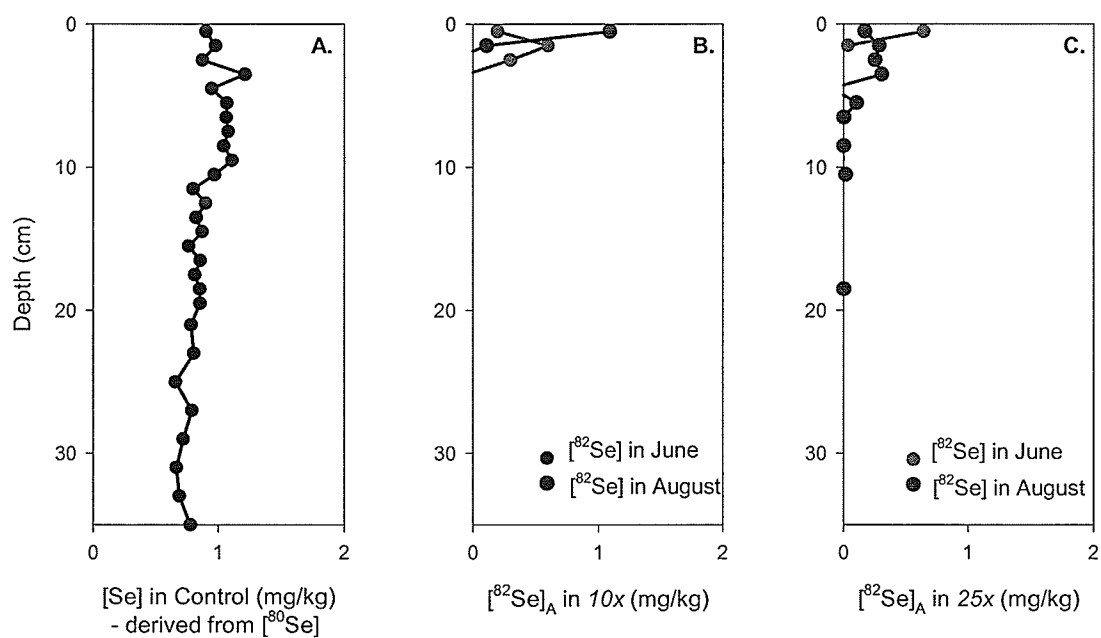 A.
B.
C.
0
10
20
30
Depth (cm)
0
1
2
[Se] in Control (mg/kg)
- derived from [⁸⁰Se]
0
10
20
30
[⁸²Se] in June
[⁸²Se] in August
0
1
2
[⁸²Se]A in 10x (mg/kg)
0
10
20
30
[⁸²Se] in June
[⁸²Se] in August
0
1
2
[⁸²Se]A in 25x (mg/kg)